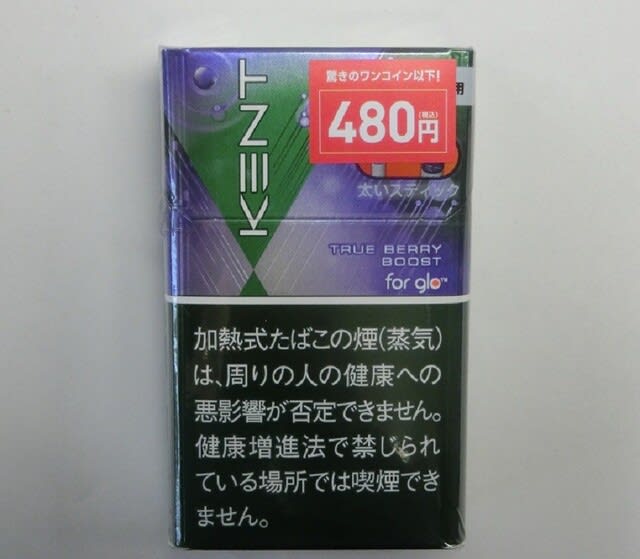 KENT
驚きのワンコイン以下!
480円
(税込)
用
太いスティック
TRUE BERRY
BOOST
for glo™
加熱式たばこの煙(蒸気)
は、周りの人の健康への
悪影響が否定できません。
健康増進法で禁じられ
ている場所では喫煙でき
ません。